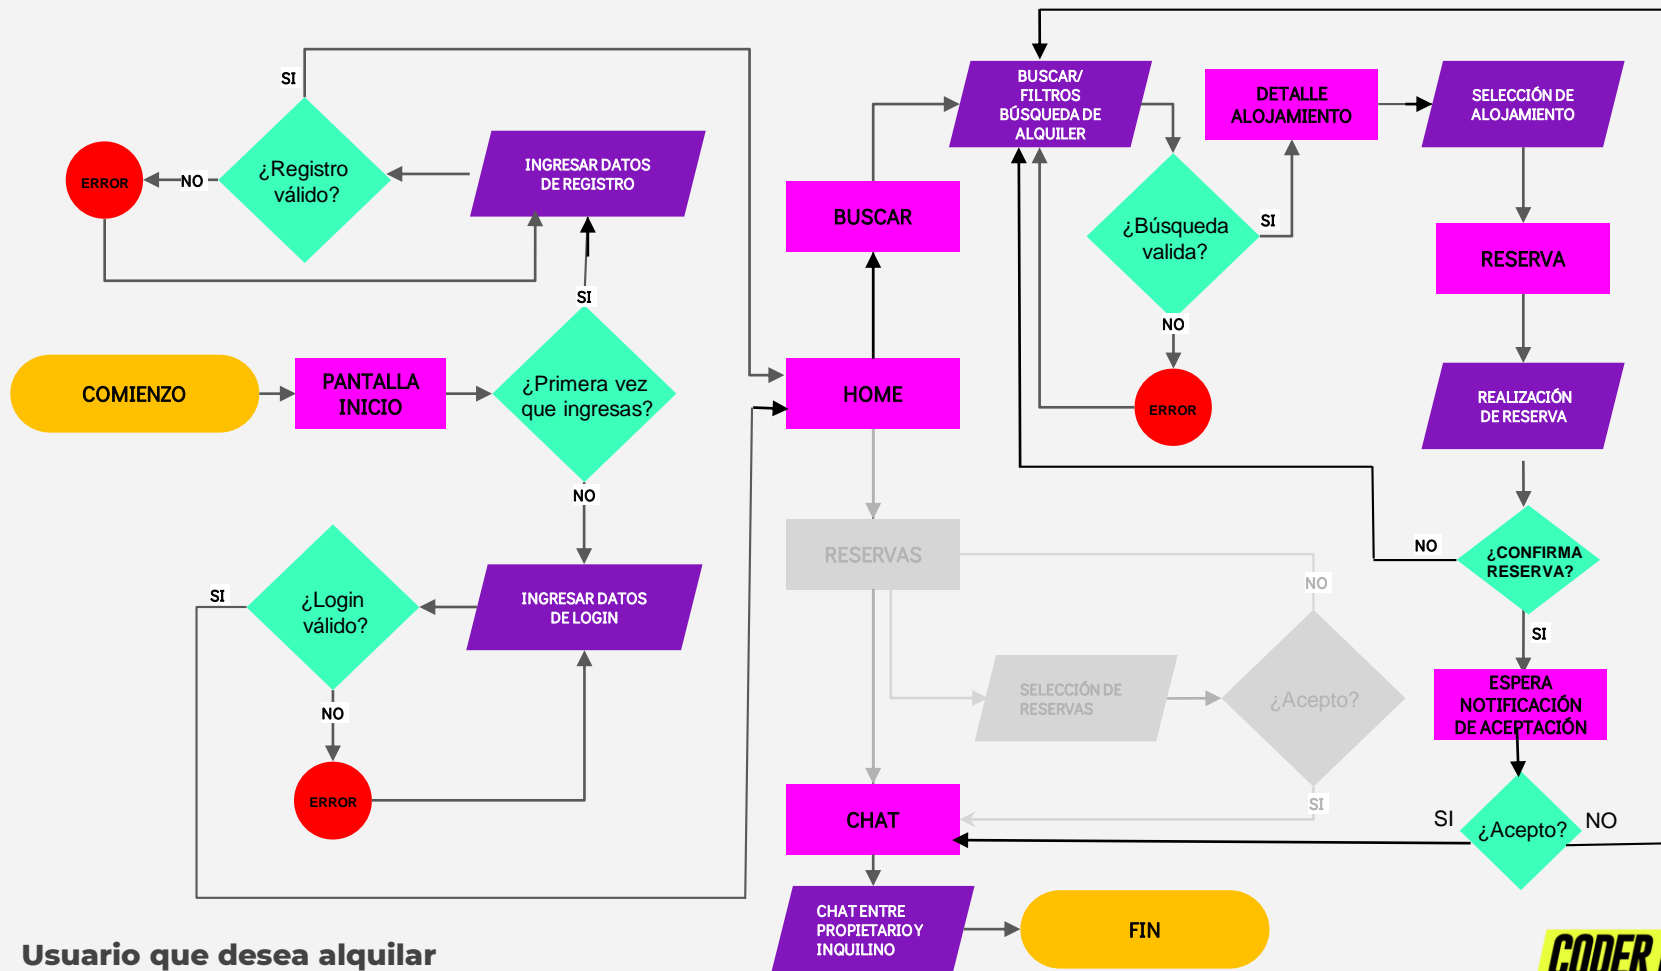 SI
¿Registro
válido?
NO
ERROR
INGRESAR DATOS
DE REGISTRO
SI
COMIENZO
PANTALLA
INICIO
¿Primera vez
que ingresas?
NO
INGRESAR DATOS
DE LOGIN
¿Login
válido?
SI
NO
ERROR
BUSCAR
HOME
BUSCAR/
FILTROS
BÚSQUEDA DE
ALQUILER
¿Búsqueda
valida?
SI
NO
ERROR
DETALLE
ALOJAMIENTO
SELECCIÓN DE
ALOJAMIENTO
RESERVA
REALIZACIÓN
DE RESERVA
¿CONFIRMA
RESERVA?
NO
SI
ESPERA
NOTIFICACIÓN
DE ACEPTACIÓN
SI
¿Acepto?
NO
RESERVAS
NO
SELECCIÓN DE
RESERVAS
¿Acepto?
SI
CHAT
CHAT ENTRE
PROPIETARIO Y
INQUILINO
FIN
Usuario que desea alquilar
CODER